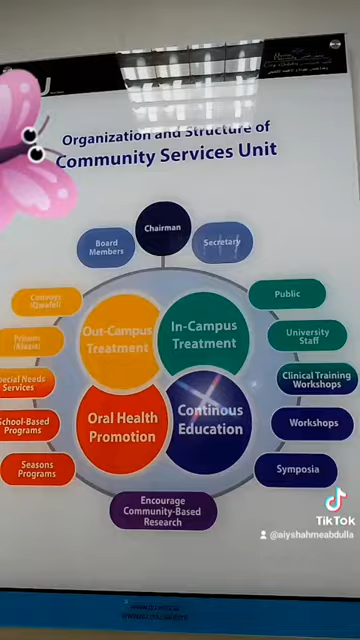 Organization and Structure of
Community Services Unit
Chairman
Board
Members
Secretary
Convoys
(Qwafel)
Public
Out-Campus
Treatment
In-Campus
Treatment
University
Staff
Special Needs
Services
Clinical Training
Workshops
School-Based
Programs
Oral Health
Promotion
Continous
Education
Workshops
Seasons
Programs
Symposia
Encourage
Community-Based
Research
TikTok
@aiyshahmeabdulla